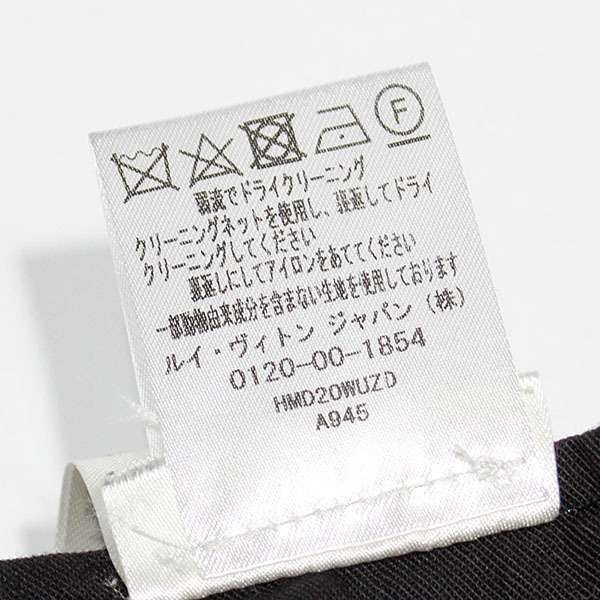 F
弱流でドライクリーニング
クリーニングネットを使用し、裏返してドライ
クリーニングしてください
裏返しにしてアイロンをあててください
一部動物由来成分を含まない生地を使用しております
ルイ・ヴィトン ジャパン（株）
0120-00-1854
HMD20WUZD
A945